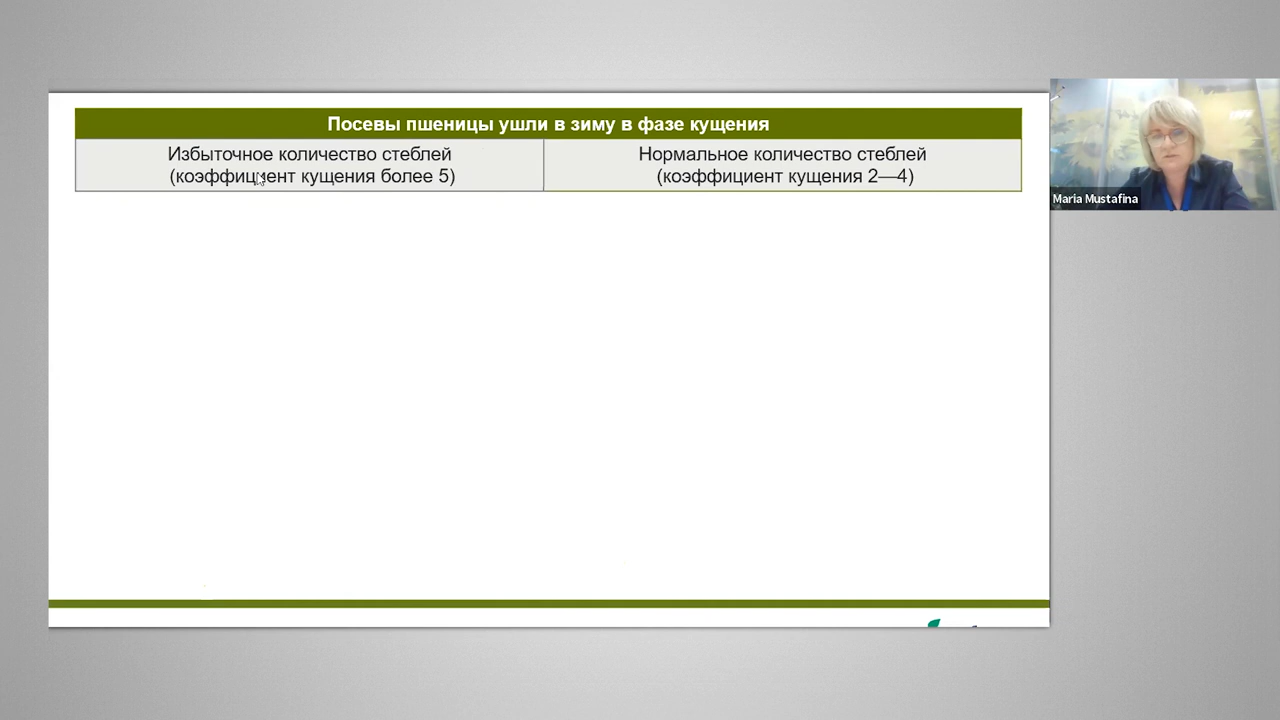 Посевы пшеницы ушли в зиму в фазе кущения
Избыточное количество стеблей
(коэффициент кущения более 5)
Нормальное количество стеблей
(коэффициент кущения 2—4)
Maria Mustafina